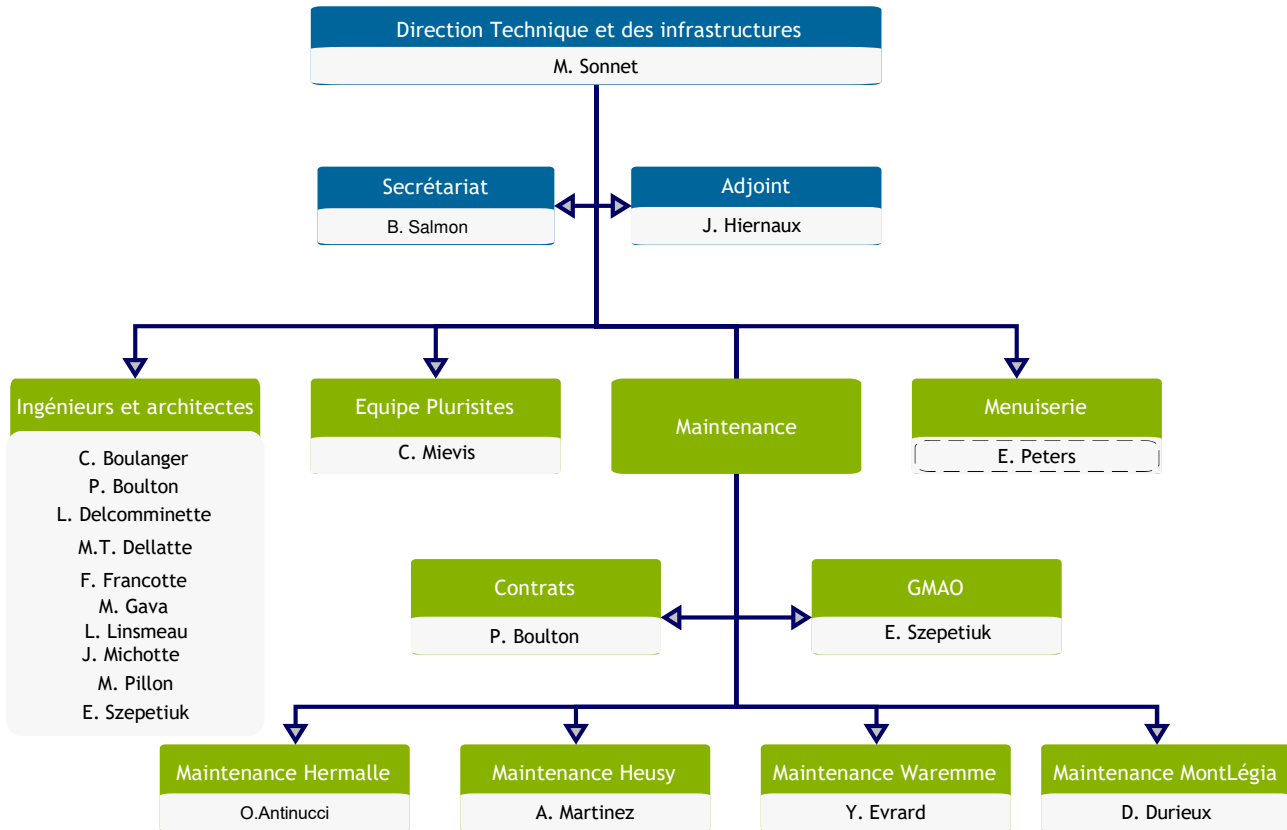 Direction Technique et des infrastructures
M. Sonnet
Secrétariat
B. Salmon
Adjoint
J. Hiernaux
Ingénieurs et architectes
C. Boulanger
P. Boulton
L. Delcomminette
M.T. Dellatte
F. Francotte
M. Gava
L. Linsmeau
J. Michotte
M. Pillon
E. Szepetiuk
Equipe Plurisites
C. Mievis
Maintenance
Menuiserie
E. Peters
Contrats
P. Boulton
GMAO
E. Szepetiuk
Maintenance Hermalle
O.Antinucci
Maintenance Heusy
A. Martinez
Maintenance Waremme
Y. Evrard
Maintenance MontLégia
D. Durieux